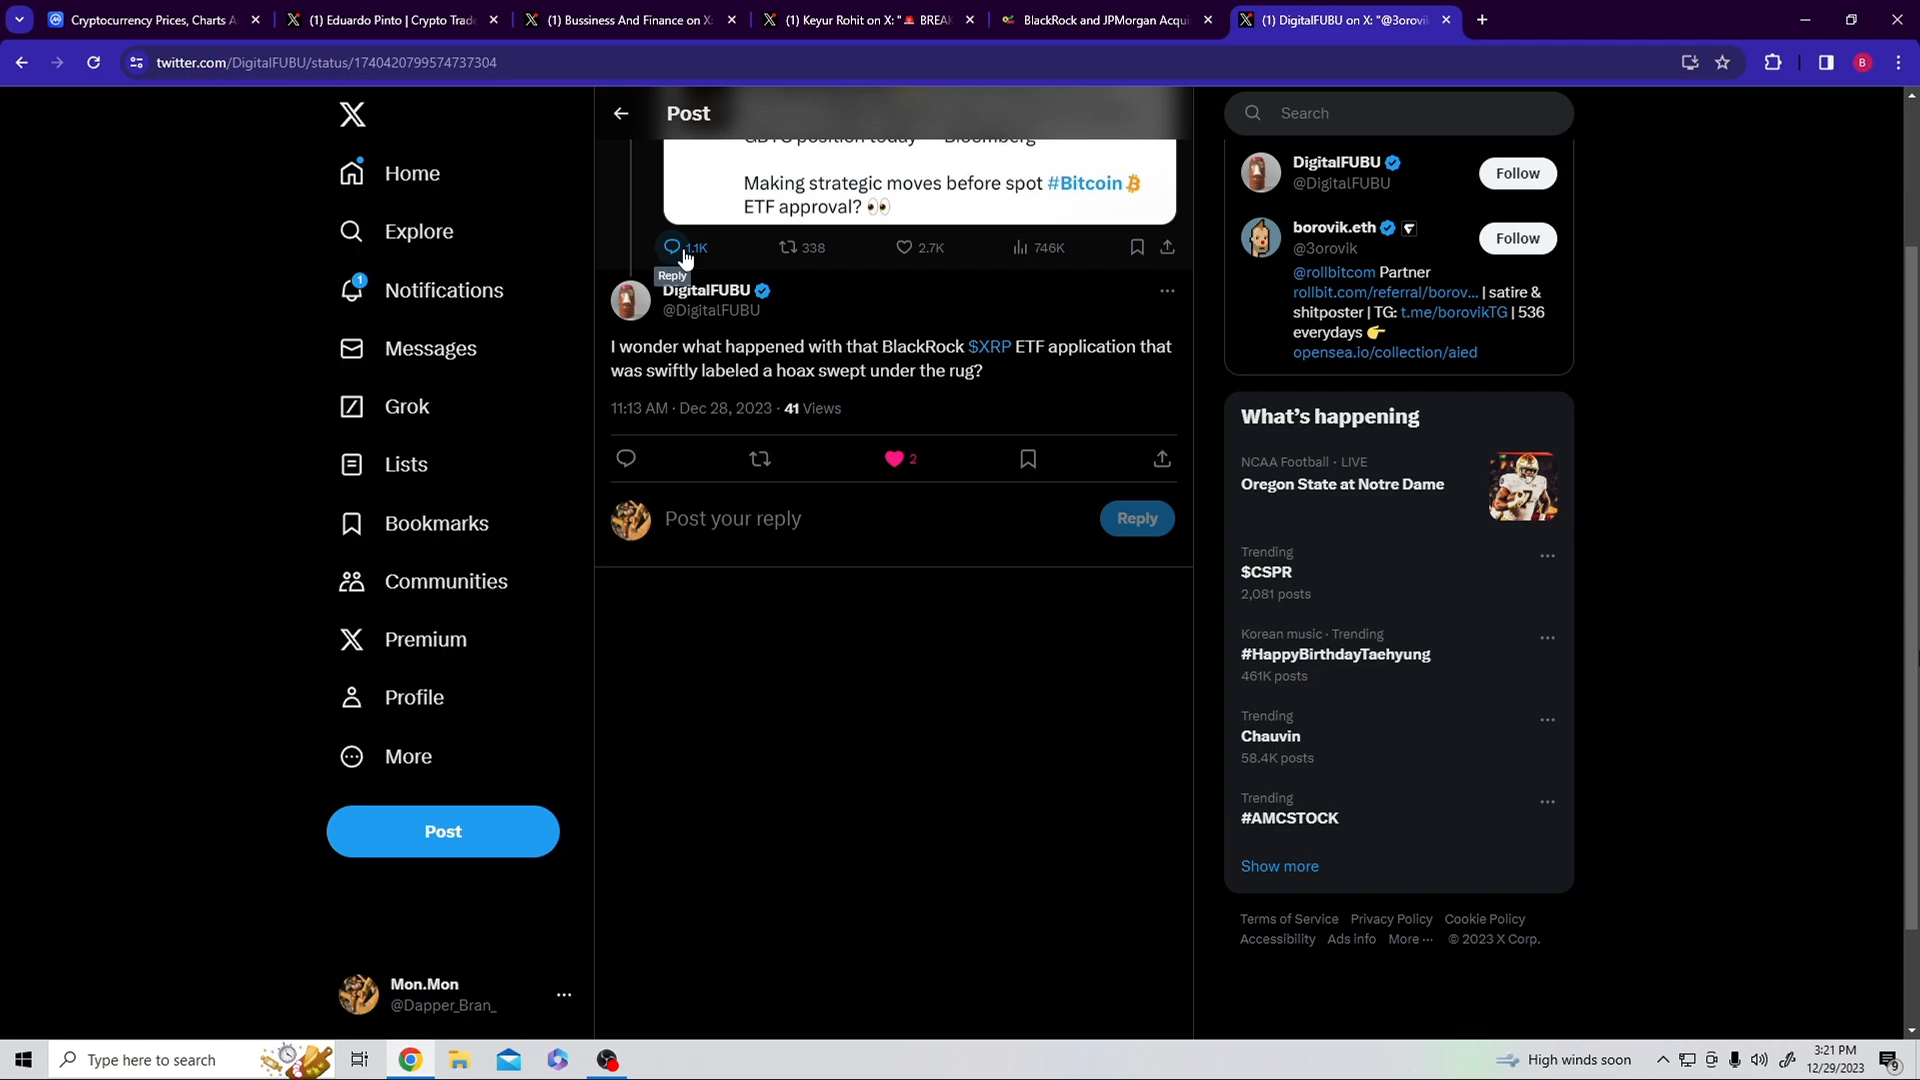 Cryptocurrency Prices, Charts A
(1) Eduardo Pinto | Crypto Trade
(1) Bussiness And Finance on X:
(1) Keyur Rohit on X: "🚨 BREAK
BlackRock and JPMorgan Acqui
(1) DigitalFUBU on X: "@3orovi
twitter.com/DigitalFUBU/status/1740420799574737304
B
Home
Explore
1
Notifications
Messages
Grok
Lists
Bookmarks
Communities
Premium
Profile
More
Post
Mon.Mon
@Dapper_Bran_
Post
GBTC position today — Bloomberg
Making strategic moves before spot #Bitcoin
ETF approval? 👀
1.1K 338 2.7K 746K
Reply
DigitalFUBU
@DigitalFUBU
I wonder what happened with that BlackRock $XRP ETF application that
was swiftly labeled a hoax swept under the rug?
11:13 AM · Dec 28, 2023 · 41 Views
2
Post your reply
Reply
Search
DigitalFUBU
@DigitalFUBU
Follow
borovik.eth
@3orovik
Follow
@rollbitcom Partner
rollbit.com/referral/borov... | satire &
shitposter | TG: t.me/borovikTG | 536
everydays 👉
opensea.io/collection/aied
What's happening
NCAA Football · LIVE
Oregon State at Notre Dame
Trending
$CSPR
2,081 posts
Korean music · Trending
#HappyBirthdayTaehyung
461K posts
Trending
Chauvin
58.4K posts
Trending
#AMCSTOCK
Show more
Terms of Service Privacy Policy Cookie Policy
Accessibility Ads info More ··· © 2023 X Corp.
Type here to search
High winds soon
3:21 PM
12/29/2023
9